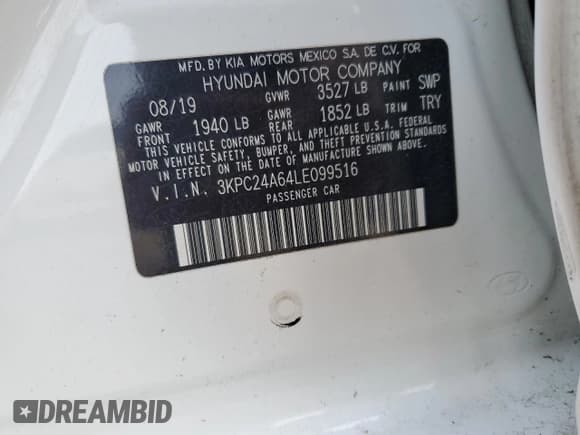 MFD. BY KIA MOTORS MEXICO S.A. DE C.V. FOR
HYUNDAI MOTOR COMPANY
08/19 GVWR 3527 LB PAINT SWP
GAWR FRONT 1940 LB GAWR REAR 1852 LB TRIM TRY
THIS VEHICLE CONFORMS TO ALL APPLICABLE U.S.A. FEDERAL
MOTOR VEHICLE SAFETY, BUMPER, AND THEFT PREVENTION STANDARDS
IN EFFECT ON THE DATE OF MANUFACTURE SHOWN ABOVE.
V.I.N. 3KPC24A64LE099516
PASSENGER CAR
DREAMBID